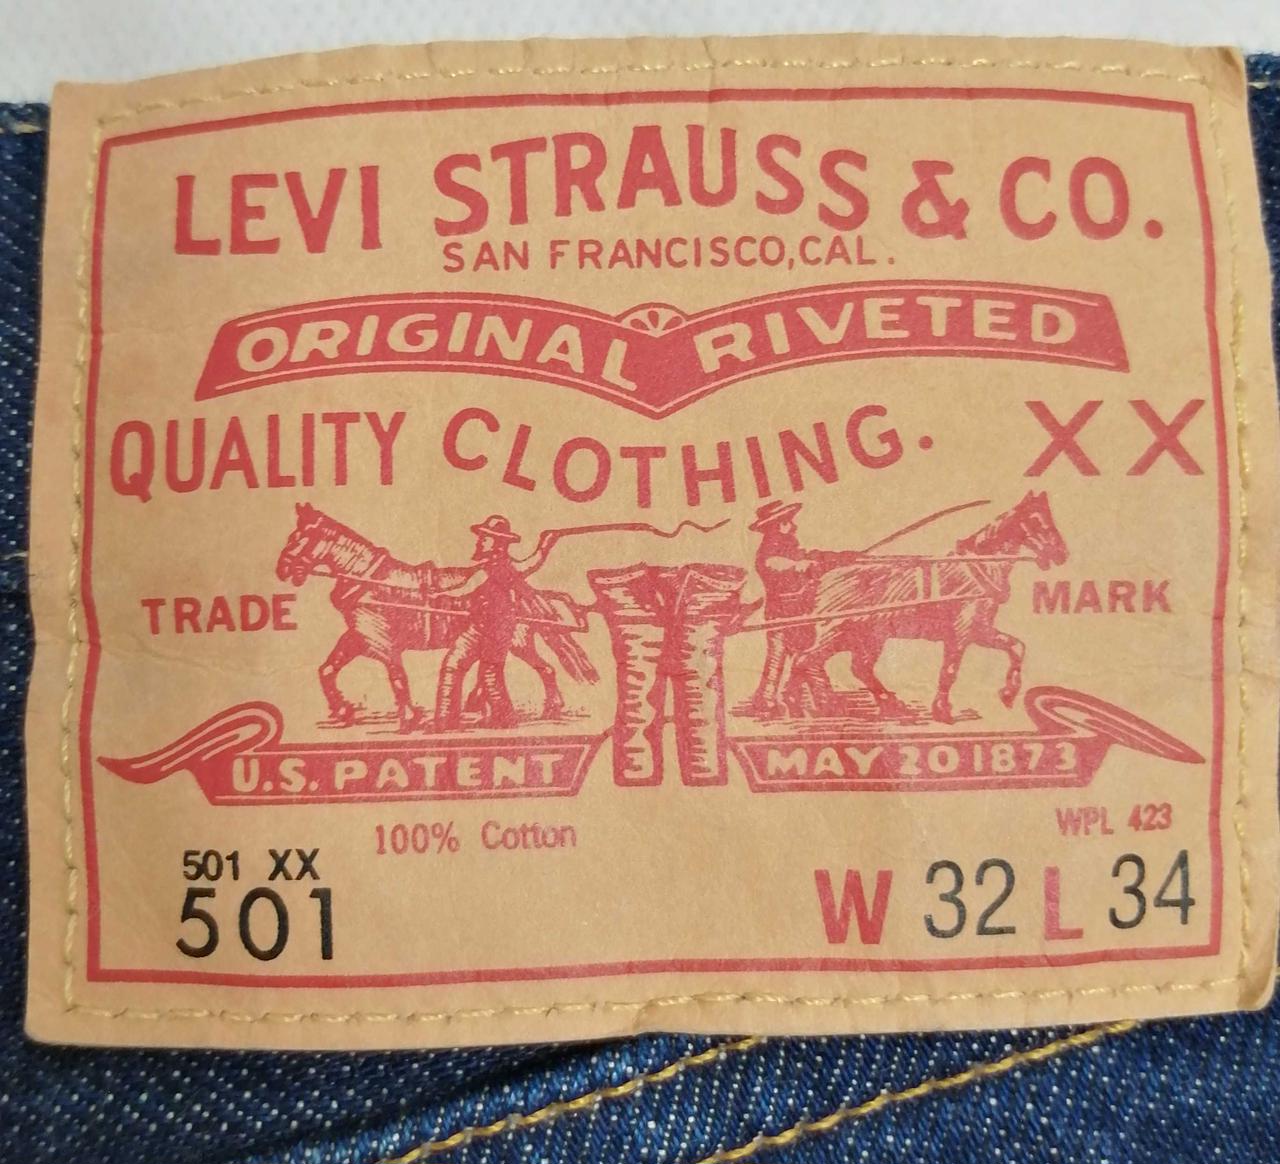 LEVI STRAUSS & CO.
SAN FRANCISCO, CAL.
ORIGINAL RIVETED
QUALITY CLOTHING. XX
TRADE MARK
U.S. PATENT MAY 20 1873
100% Cotton WPL 423
501 XX
501 W 32 L 34